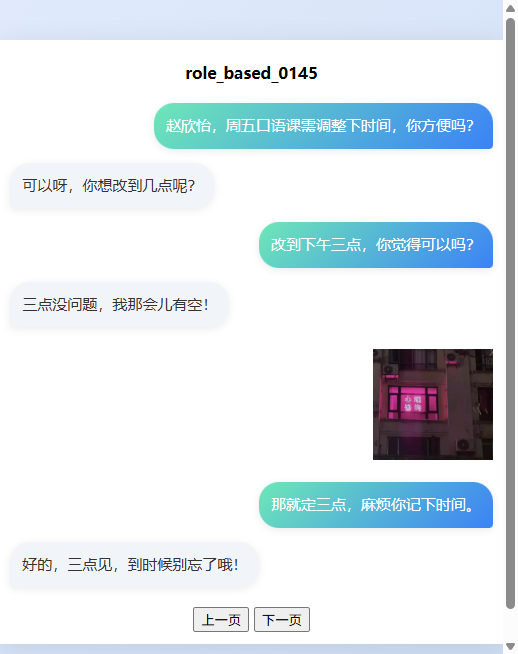 role_based_0145
赵欣怡，周五口语课需调整下时间，你方便吗？
可以呀，你想改到几点呢？
改到下午三点，你觉得可以吗？
三点没问题，我那会儿有空！
那就定三点，麻烦你记下时间。
好的，三点见，到时候别忘了哦！
上一页 下一页